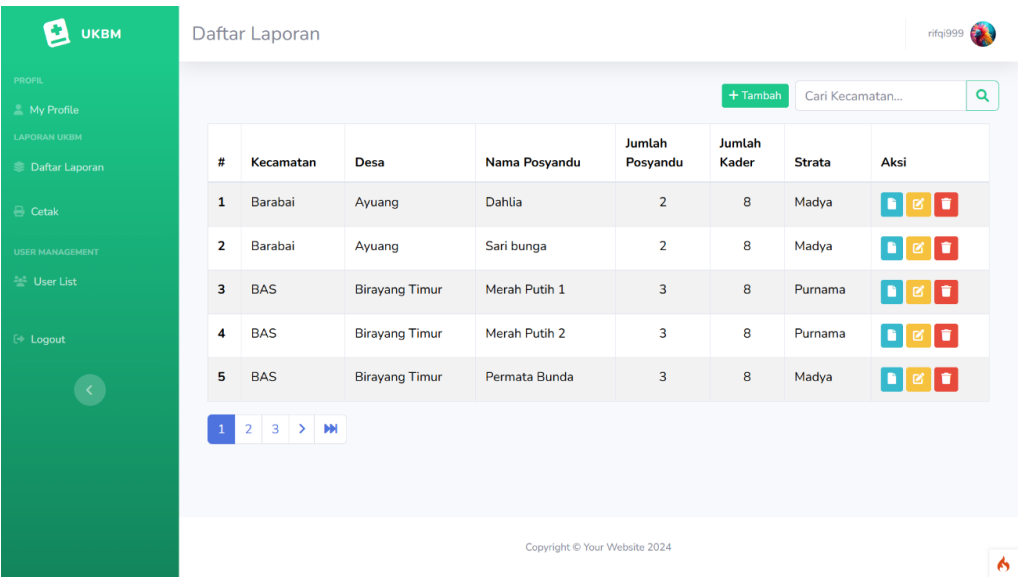 UKBM
Daftar Laporan
rifqi999
PROFIL
My Profile
LAPORAN UKBM
Daftar Laporan
Cetak
USER MANAGEMENT
User List
Logout
+ Tambah
Cari Kecamatan...
# Kecamatan Desa Nama Posyandu Jumlah Posyandu Jumlah Kader Strata Aksi
1 Barabai Ayuang Dahlia 2 8 Madya
2 Barabai Ayuang Sari bunga 2 8 Madya
3 BAS Birayang Timur Merah Putih 1 3 8 Purnama
4 BAS Birayang Timur Merah Putih 2 3 8 Purnama
5 BAS Birayang Timur Permata Bunda 3 8 Madya
1 2 3
Copyright © Your Website 2024